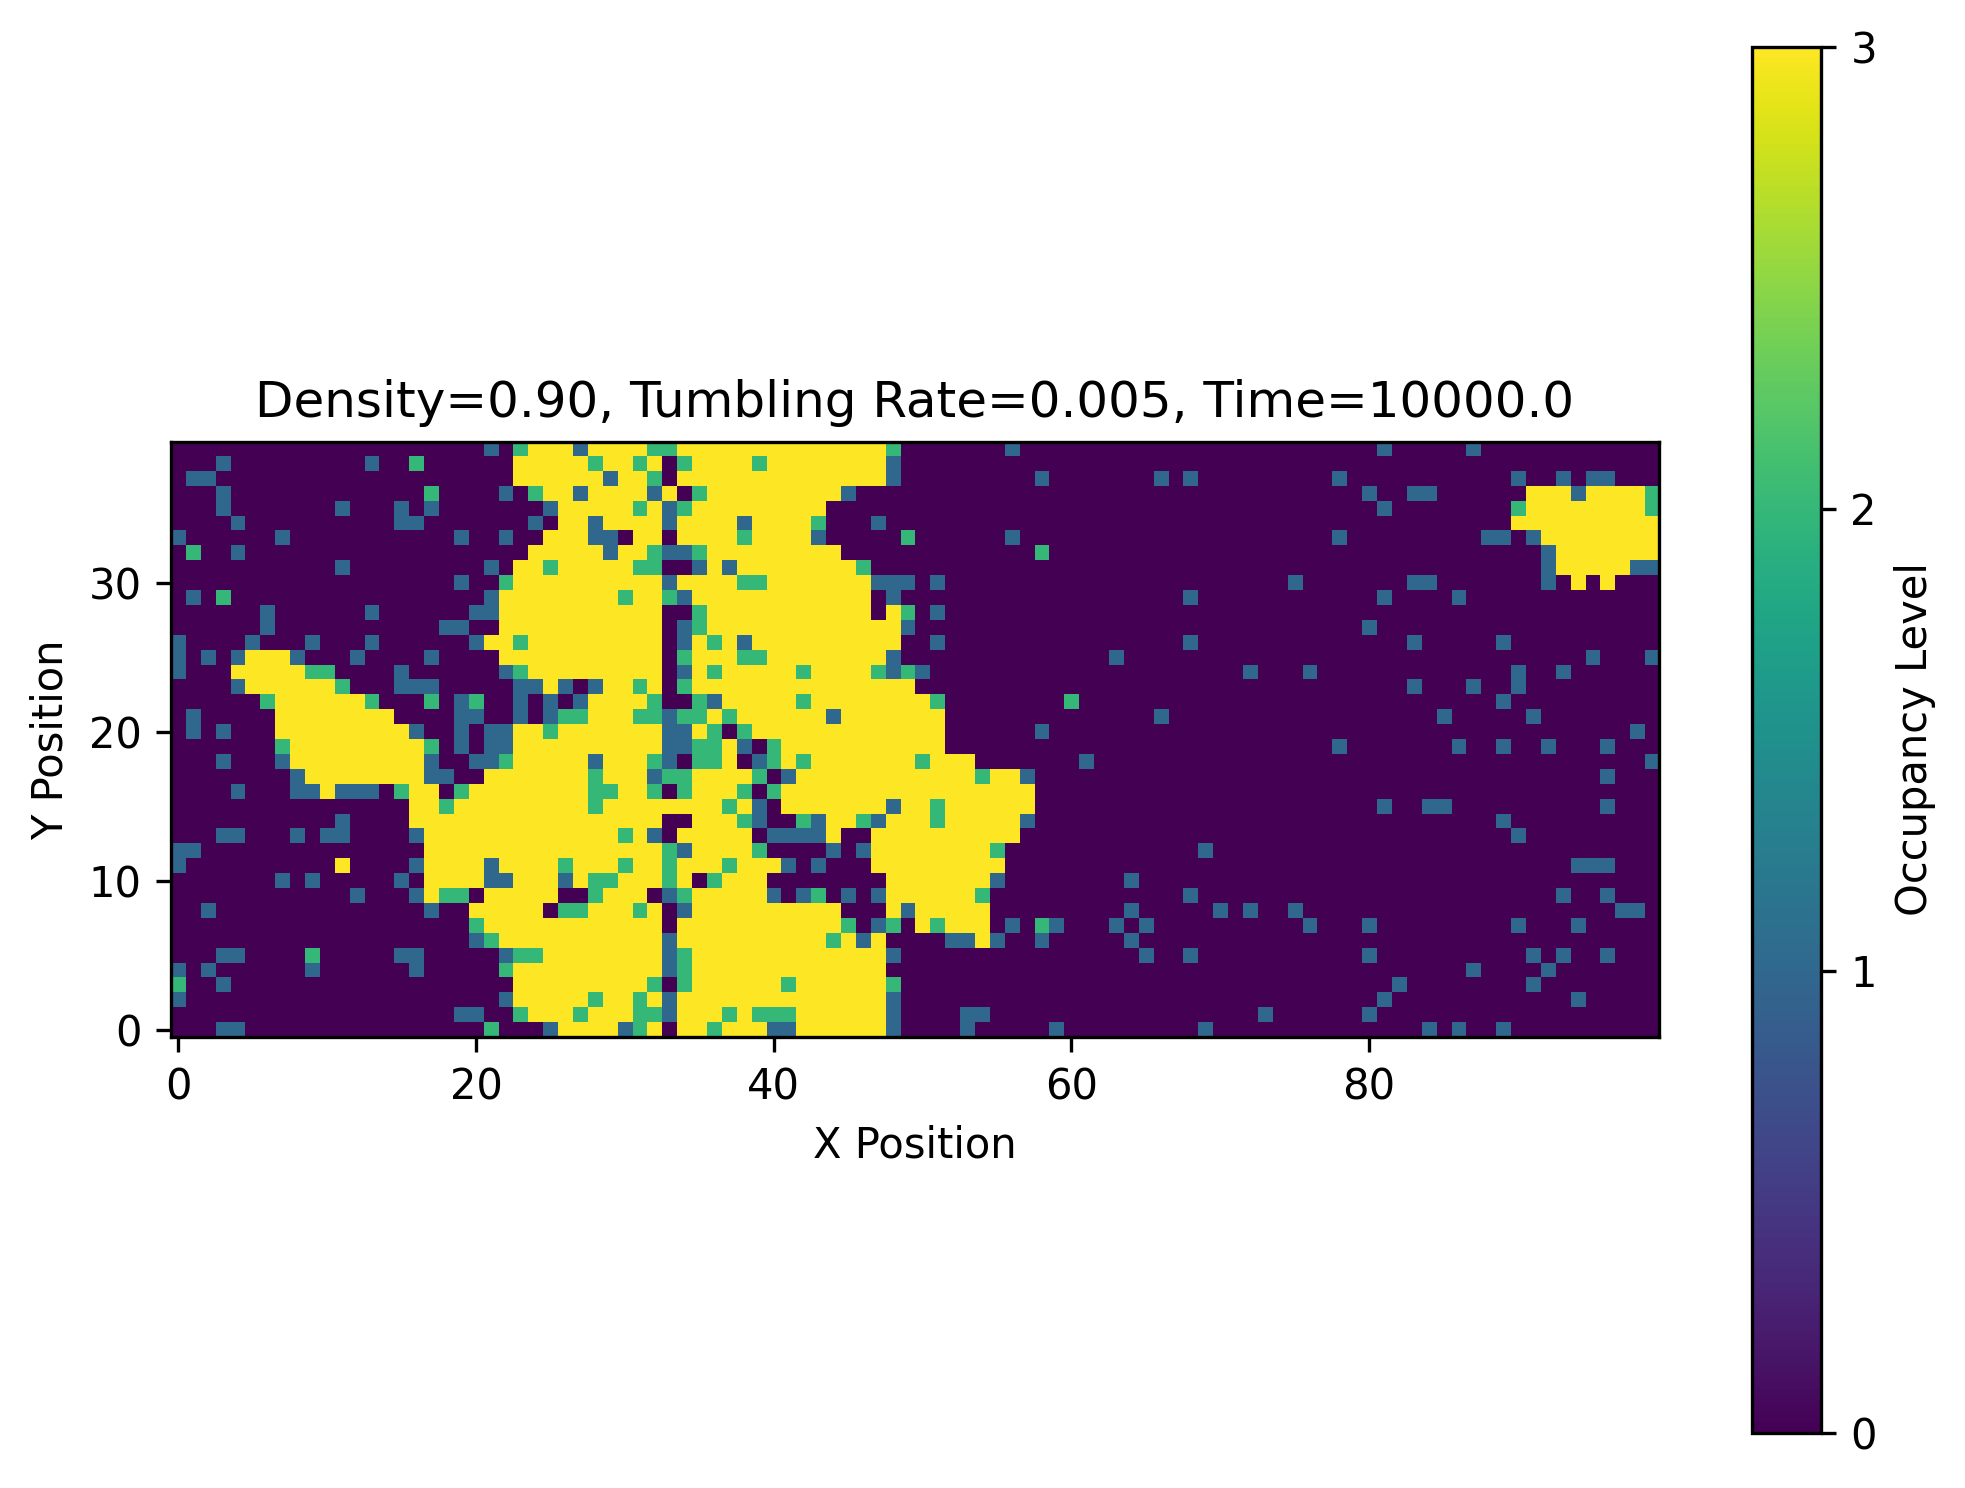 Density=0.90, Tumbling Rate=0.005, Time=10000.0
Y Position
30
20
10
0
0 20 40 60 80
X Position
3
2
1
0
Occupancy Level